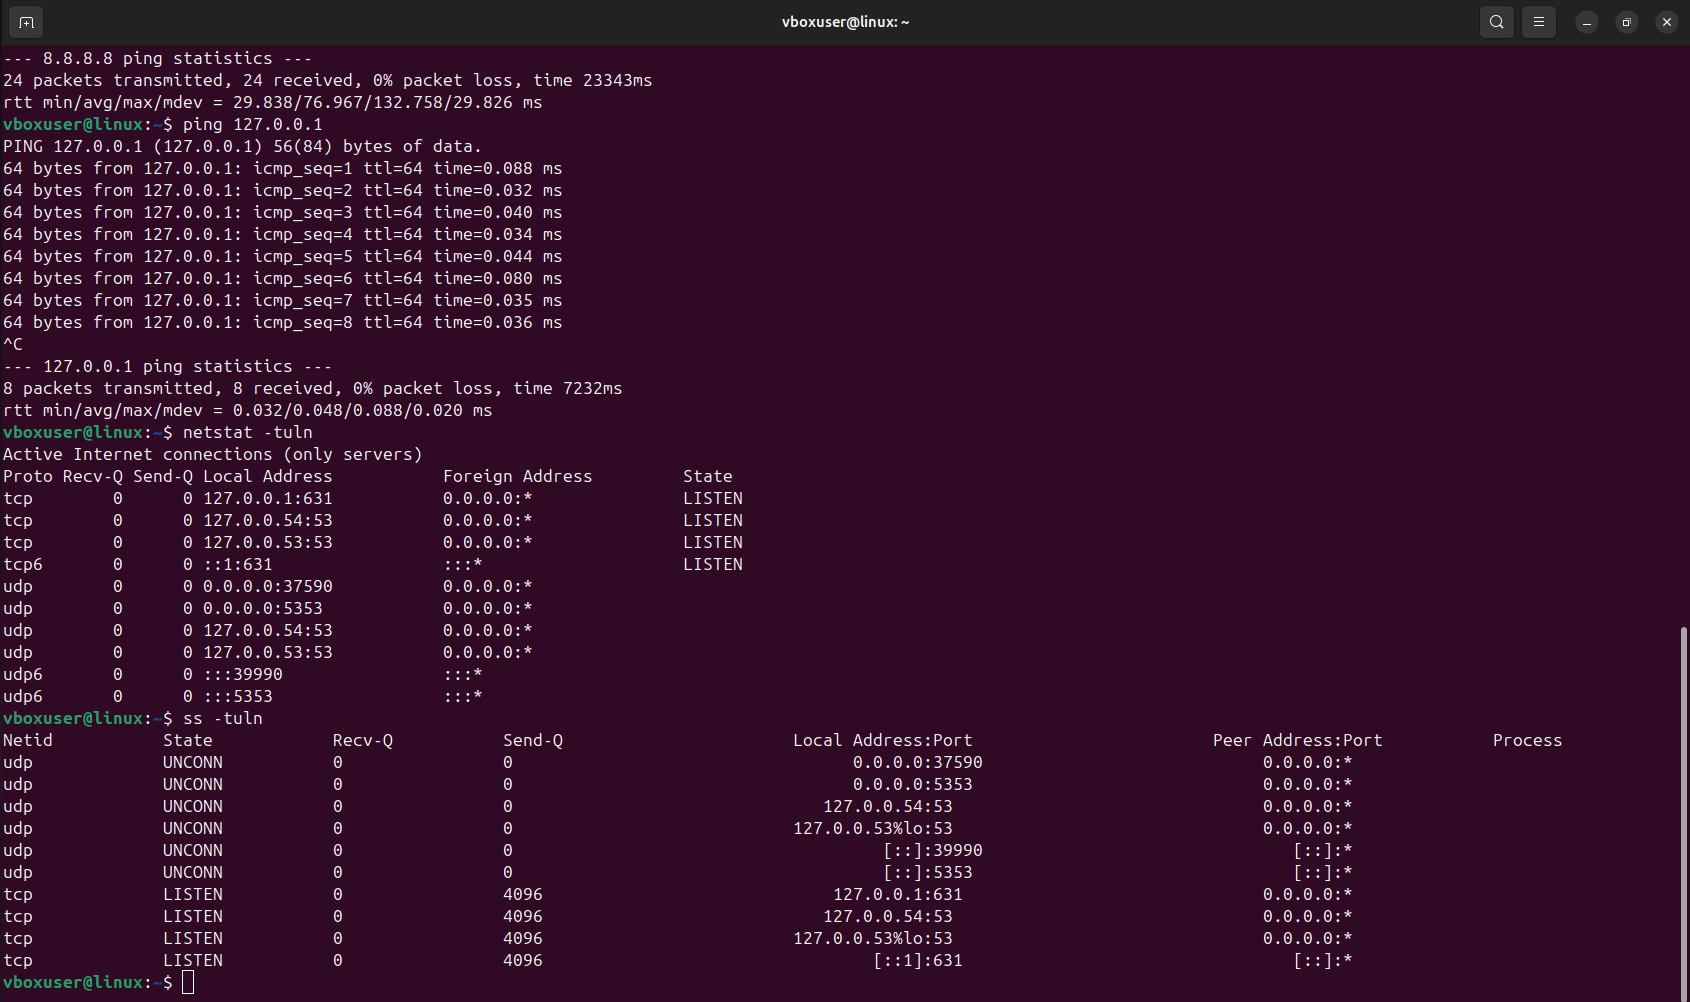 vboxuser@linux: ~
--- 8.8.8.8 ping statistics ---
24 packets transmitted, 24 received, 0% packet loss, time 23343ms
rtt min/avg/max/mdev = 29.838/76.967/132.758/29.826 ms
vboxuser@linux:~$ ping 127.0.0.1
PING 127.0.0.1 (127.0.0.1) 56(84) bytes of data.
64 bytes from 127.0.0.1: icmp_seq=1 ttl=64 time=0.088 ms
64 bytes from 127.0.0.1: icmp_seq=2 ttl=64 time=0.032 ms
64 bytes from 127.0.0.1: icmp_seq=3 ttl=64 time=0.040 ms
64 bytes from 127.0.0.1: icmp_seq=4 ttl=64 time=0.034 ms
64 bytes from 127.0.0.1: icmp_seq=5 ttl=64 time=0.044 ms
64 bytes from 127.0.0.1: icmp_seq=6 ttl=64 time=0.080 ms
64 bytes from 127.0.0.1: icmp_seq=7 ttl=64 time=0.035 ms
64 bytes from 127.0.0.1: icmp_seq=8 ttl=64 time=0.036 ms
^C
--- 127.0.0.1 ping statistics ---
8 packets transmitted, 8 received, 0% packet loss, time 7232ms
rtt min/avg/max/mdev = 0.032/0.048/0.088/0.020 ms
vboxuser@linux:~$ netstat -tuln
Active Internet connections (only servers)
Proto Recv-Q Send-Q Local Address           Foreign Address         State
tcp        0      0 127.0.0.1:631           0.0.0.0:*               LISTEN
tcp        0      0 127.0.0.54:53           0.0.0.0:*               LISTEN
tcp        0      0 127.0.0.53:53           0.0.0.0:*               LISTEN
tcp6       0      0 ::1:631                 :::*                    LISTEN
udp        0      0 0.0.0.0:37590           0.0.0.0:*
udp        0      0 0.0.0.0:5353            0.0.0.0:*
udp        0      0 127.0.0.54:53           0.0.0.0:*
udp        0      0 127.0.0.53:53           0.0.0.0:*
udp6       0      0 :::39990                :::*
udp6       0      0 :::5353                 :::*
vboxuser@linux:~$ ss -tuln
Netid State Recv-Q Send-Q Local Address:Port Peer Address:Port Process
udp UNCONN 0 0 0.0.0.0:37590 0.0.0.0:*
udp UNCONN 0 0 0.0.0.0:5353 0.0.0.0:*
udp UNCONN 0 0 127.0.0.54:53 0.0.0.0:*
udp UNCONN 0 0 127.0.0.53%lo:53 0.0.0.0:*
udp UNCONN 0 0 [::]:39990 [::]:*
udp UNCONN 0 0 [::]:5353 [::]:*
tcp LISTEN 0 4096 127.0.0.1:631 0.0.0.0:*
tcp LISTEN 0 4096 127.0.0.54:53 0.0.0.0:*
tcp LISTEN 0 4096 127.0.0.53%lo:53 0.0.0.0:*
tcp LISTEN 0 4096 [::1]:631 [::]:*
vboxuser@linux:~$